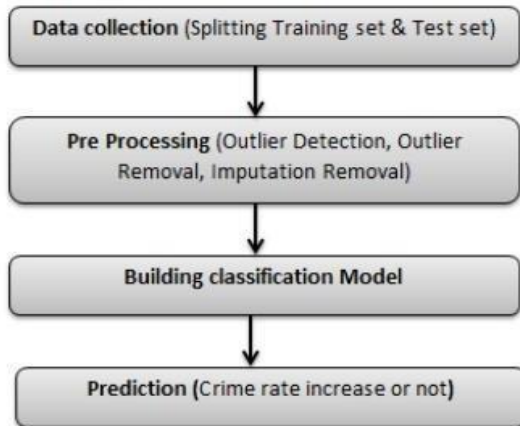 Data collection (Splitting Training set & Test set)
Pre Processing (Outlier Detection, Outlier
Removal, Imputation Removal)
Building classification Model
Prediction (Crime rate increase or not)